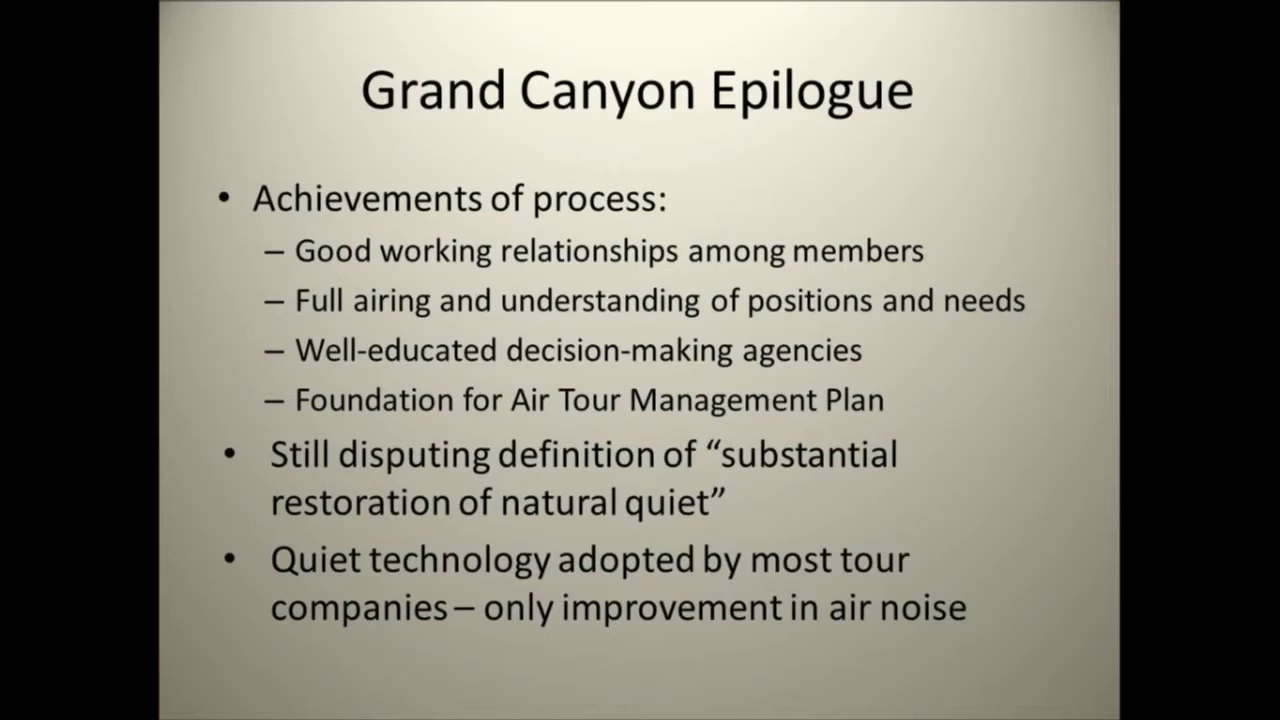 Grand Canyon Epilogue
• Achievements of process:
– Good working relationships among members
– Full airing and understanding of positions and needs
– Well-educated decision-making agencies
– Foundation for Air Tour Management Plan
• Still disputing definition of “substantial
restoration of natural quiet”
• Quiet technology adopted by most tour
companies – only improvement in air noise